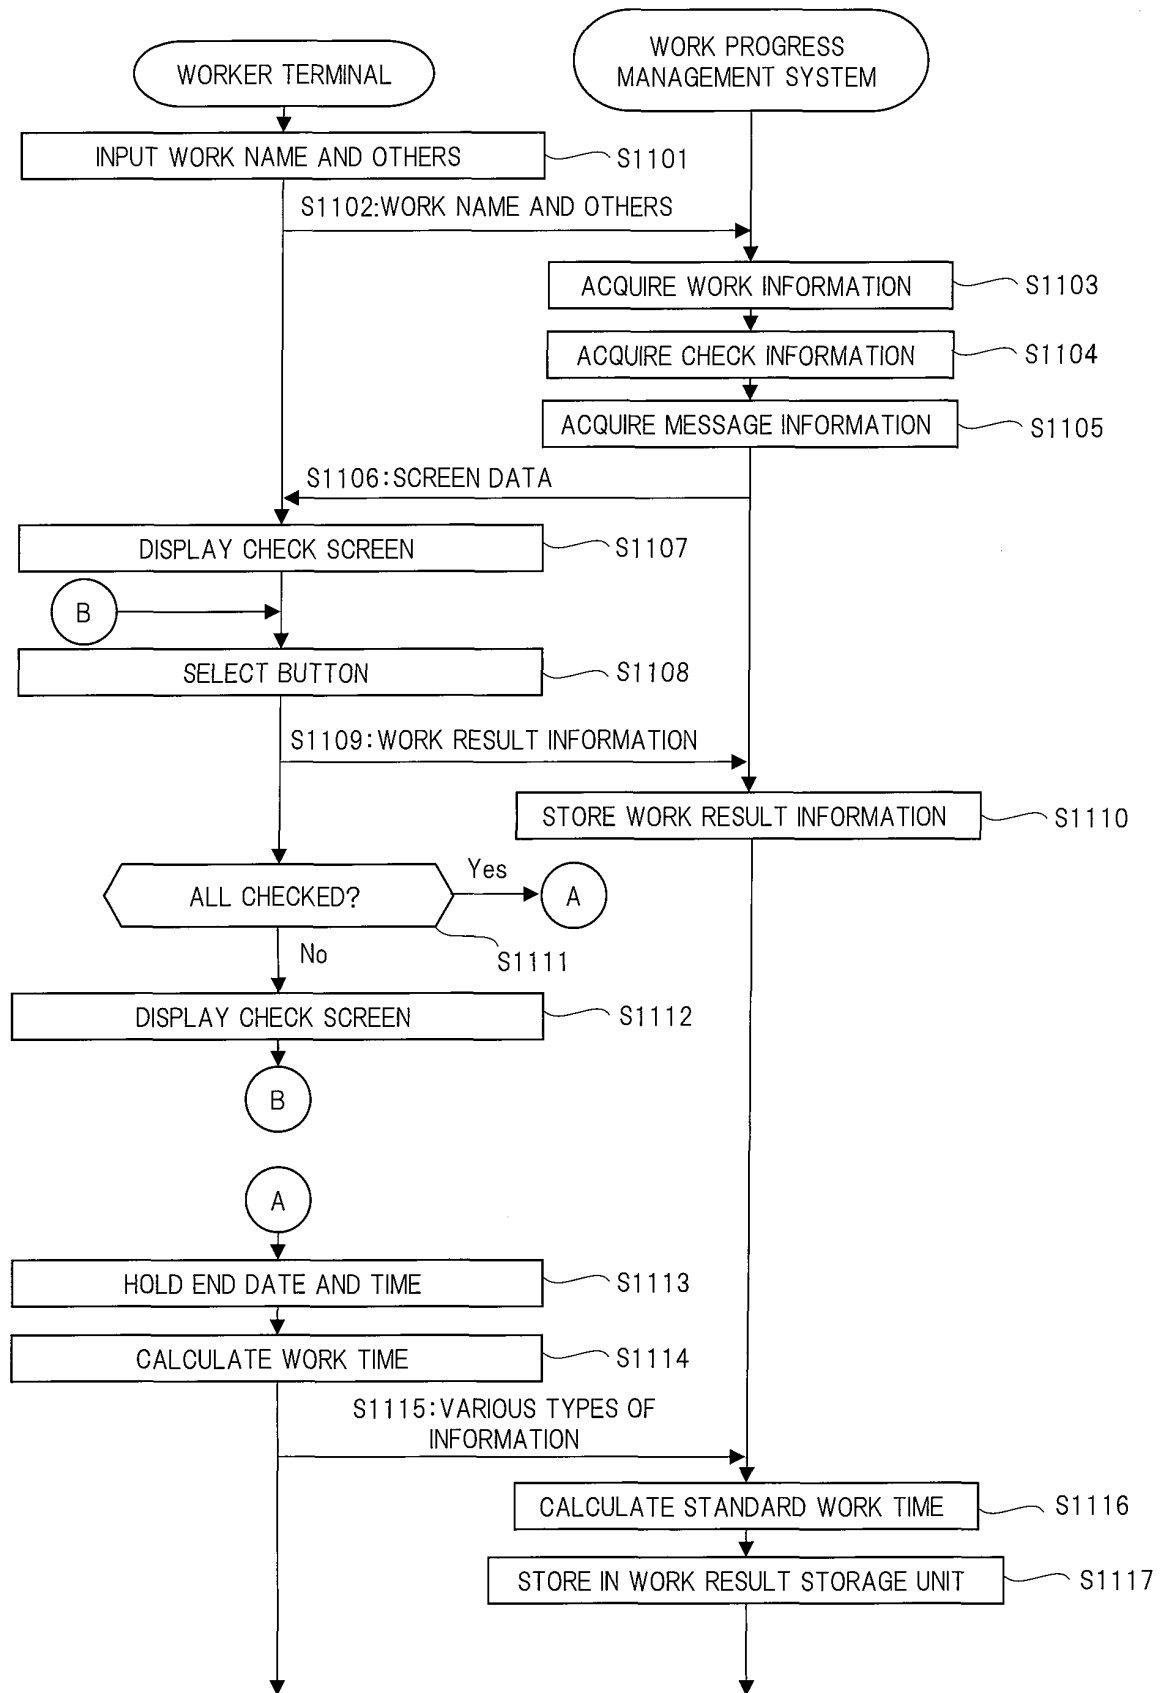 WORKER TERMINAL
WORK PROGRESS
MANAGEMENT SYSTEM
INPUT WORK NAME AND OTHERS
S1101
S1102:WORK NAME AND OTHERS
ACQUIRE WORK INFORMATION
S1103
ACQUIRE CHECK INFORMATION
S1104
ACQUIRE MESSAGE INFORMATION
S1105
S1106:SCREEN DATA
DISPLAY CHECK SCREEN
S1107
B
SELECT BUTTON
S1108
S1109:WORK RESULT INFORMATION
STORE WORK RESULT INFORMATION
S1110
ALL CHECKED?
Yes
A
S1111
No
DISPLAY CHECK SCREEN
S1112
B
A
HOLD END DATE AND TIME
S1113
CALCULATE WORK TIME
S1114
S1115:VARIOUS TYPES OF
INFORMATION
CALCULATE STANDARD WORK TIME
S1116
STORE IN WORK RESULT STORAGE UNIT
S1117